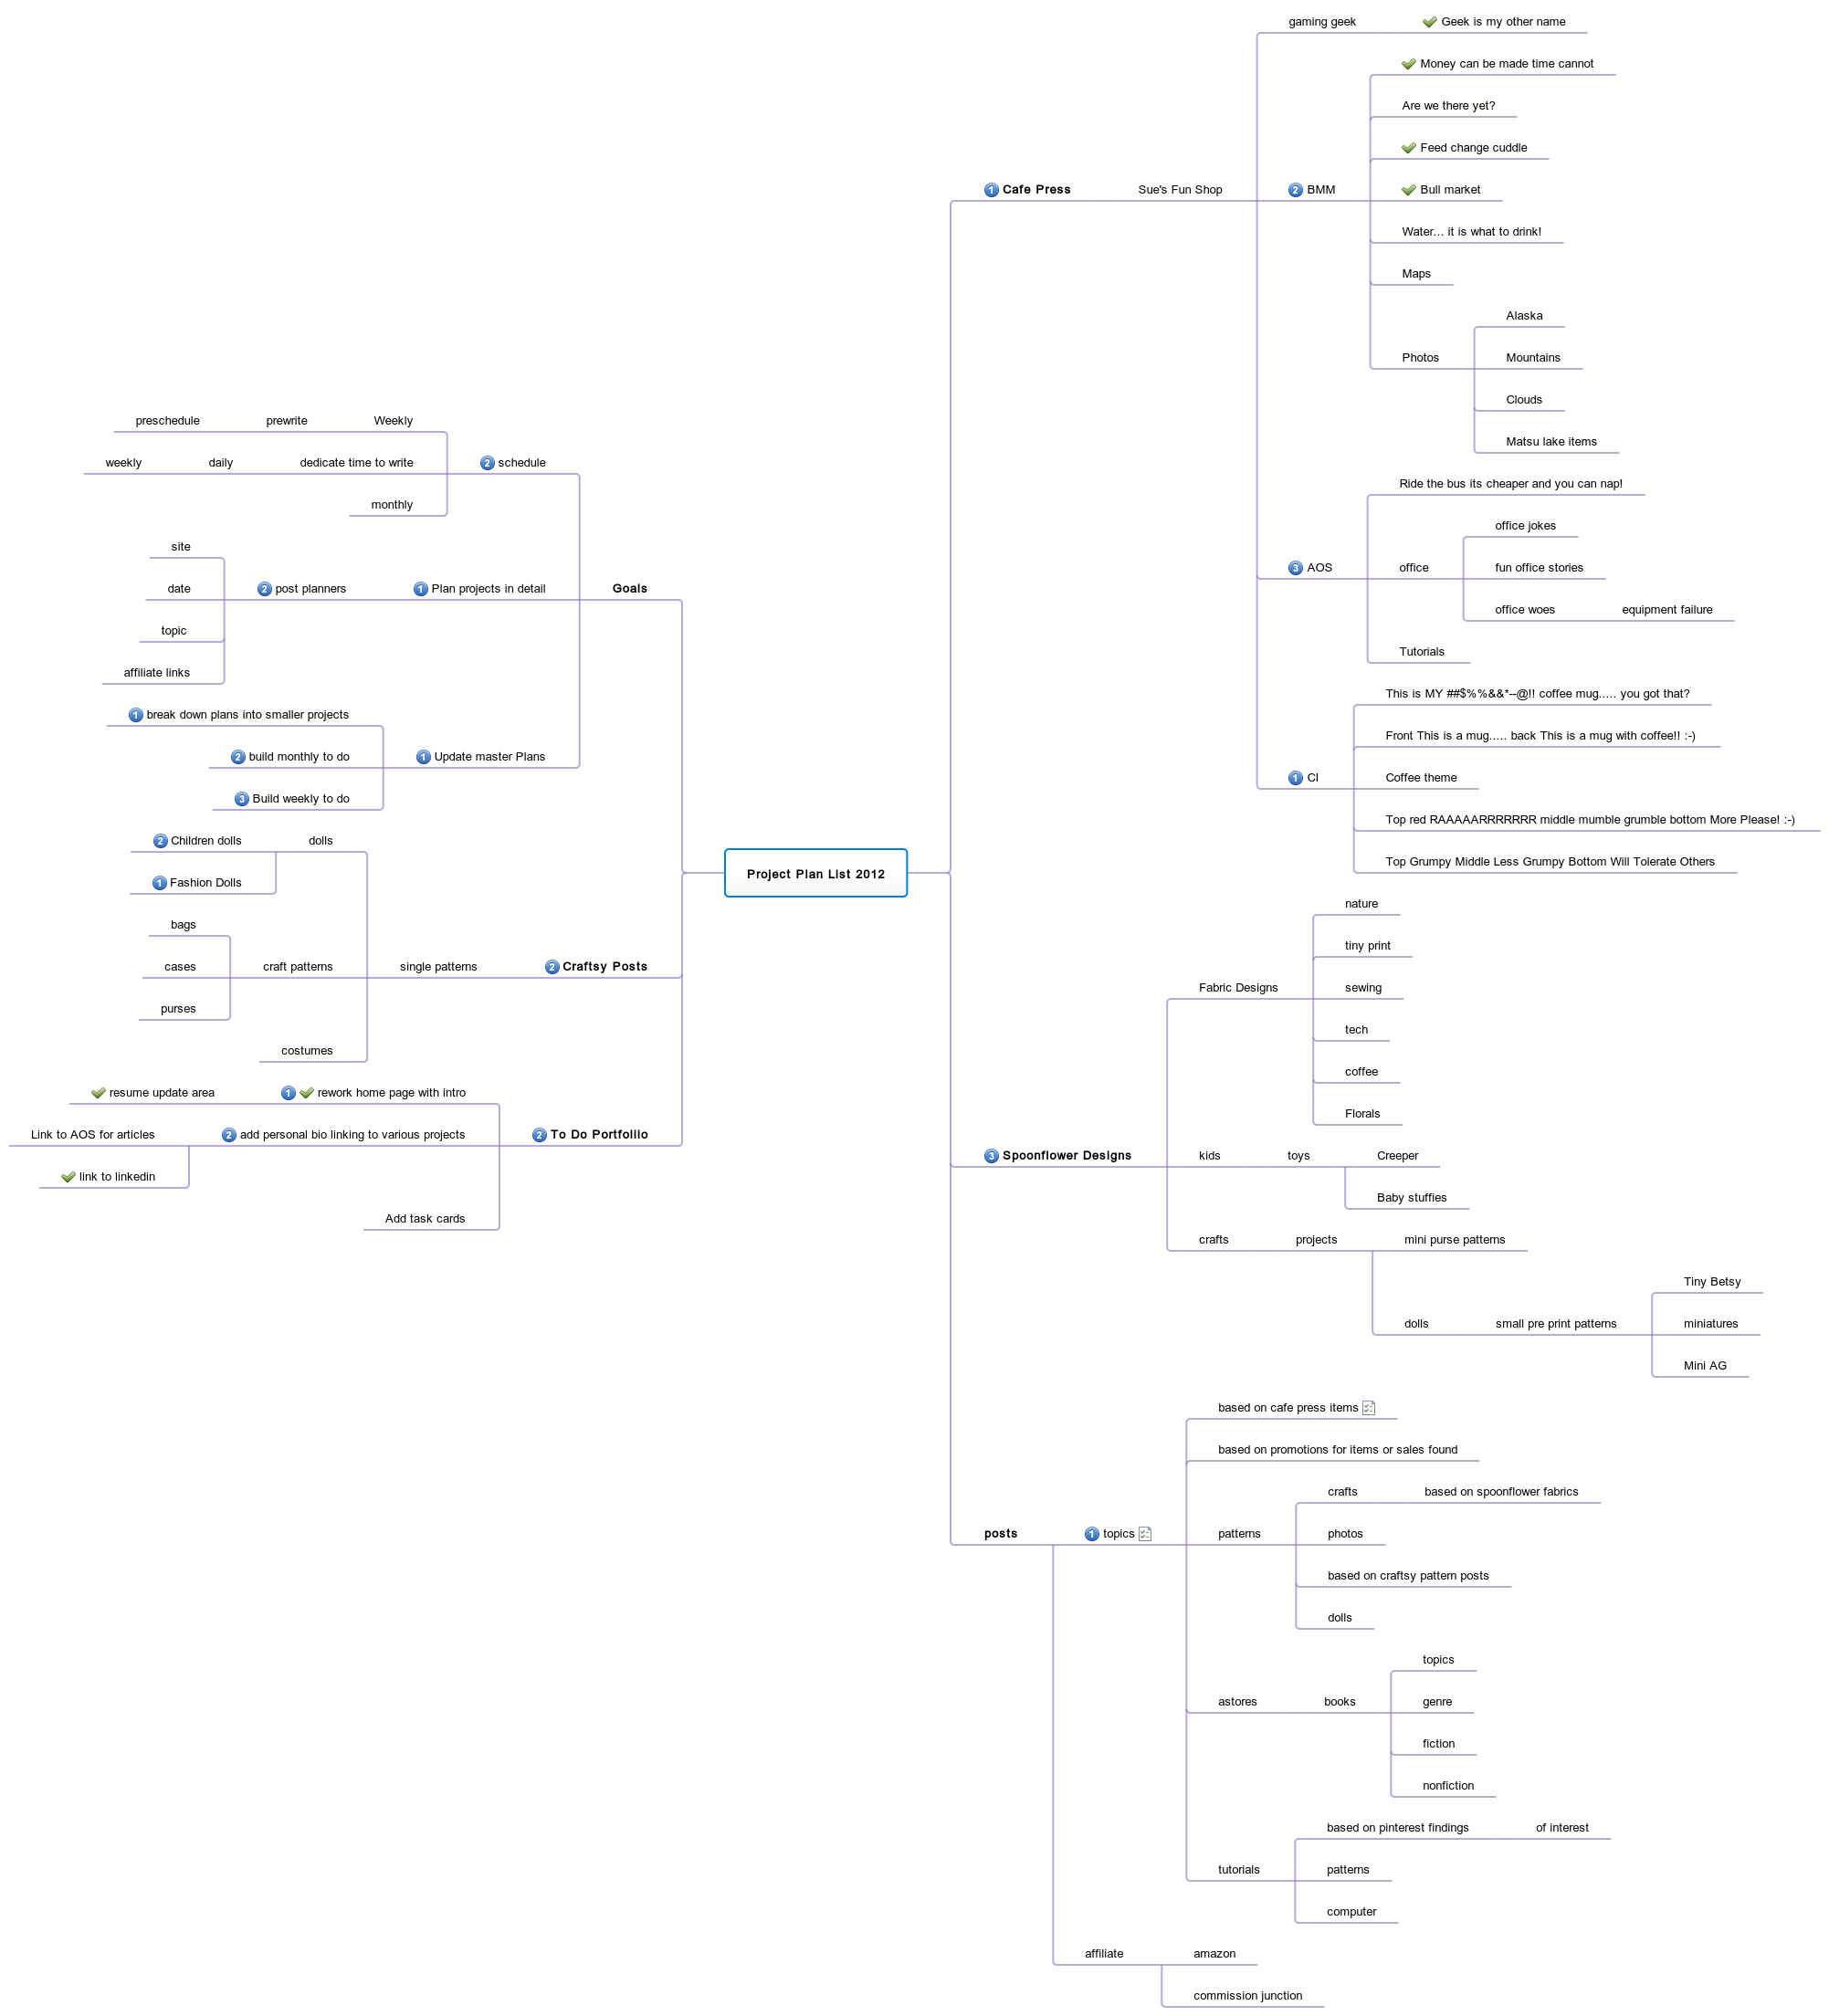 Project Plan List 2012
1 Cafe Press
Sue's Fun Shop
gaming geek
Geek is my other name
2 BMM
Money can be made time cannot
Are we there yet?
Feed change cuddle
Bull market
Water... it is what to drink!
Maps
Photos
Alaska
Mountains
Clouds
Matsu lake items
3 AOS
Ride the bus its cheaper and you can nap!
office
office jokes
fun office stories
office woes
equipment failure
Tutorials
1 CI
This is MY ##$%%&&*--@!! coffee mug..... you got that?
Front This is a mug..... back This is a mug with coffee!! :-)
Coffee theme
Top red RAAAAARRRRRRR middle mumble grumble bottom More Please! :-)
Top Grumpy Middle Less Grumpy Bottom Will Tolerate Others
3 Spoonflower Designs
Fabric Designs
nature
tiny print
sewing
tech
coffee
Florals
kids
toys
Creeper
Baby stuffies
crafts
projects
mini purse patterns
dolls
small pre print patterns
Tiny Betsy
miniatures
Mini AG
posts
1 topics
based on cafe press items
based on promotions for items or sales found
patterns
crafts
based on spoonflower fabrics
photos
based on craftsy pattern posts
dolls
astores
books
topics
genre
fiction
nonfiction
tutorials
based on pinterest findings
of interest
patterns
computer
affiliate
amazon
commission junction
Goals
2 schedule
Weekly
prewrite
preschedule
dedicate time to write
daily
weekly
monthly
1 Plan projects in detail
2 post planners
site
date
topic
affiliate links
1 Update master Plans
1 break down plans into smaller projects
2 build monthly to do
3 Build weekly to do
2 Craftsy Posts
single patterns
dolls
2 Children dolls
1 Fashion Dolls
craft patterns
bags
cases
purses
costumes
2 To Do Portfoliio
1 rework home page with intro
resume update area
2 add personal bio linking to various projects
Link to AOS for articles
link to linkedin
Add task cards